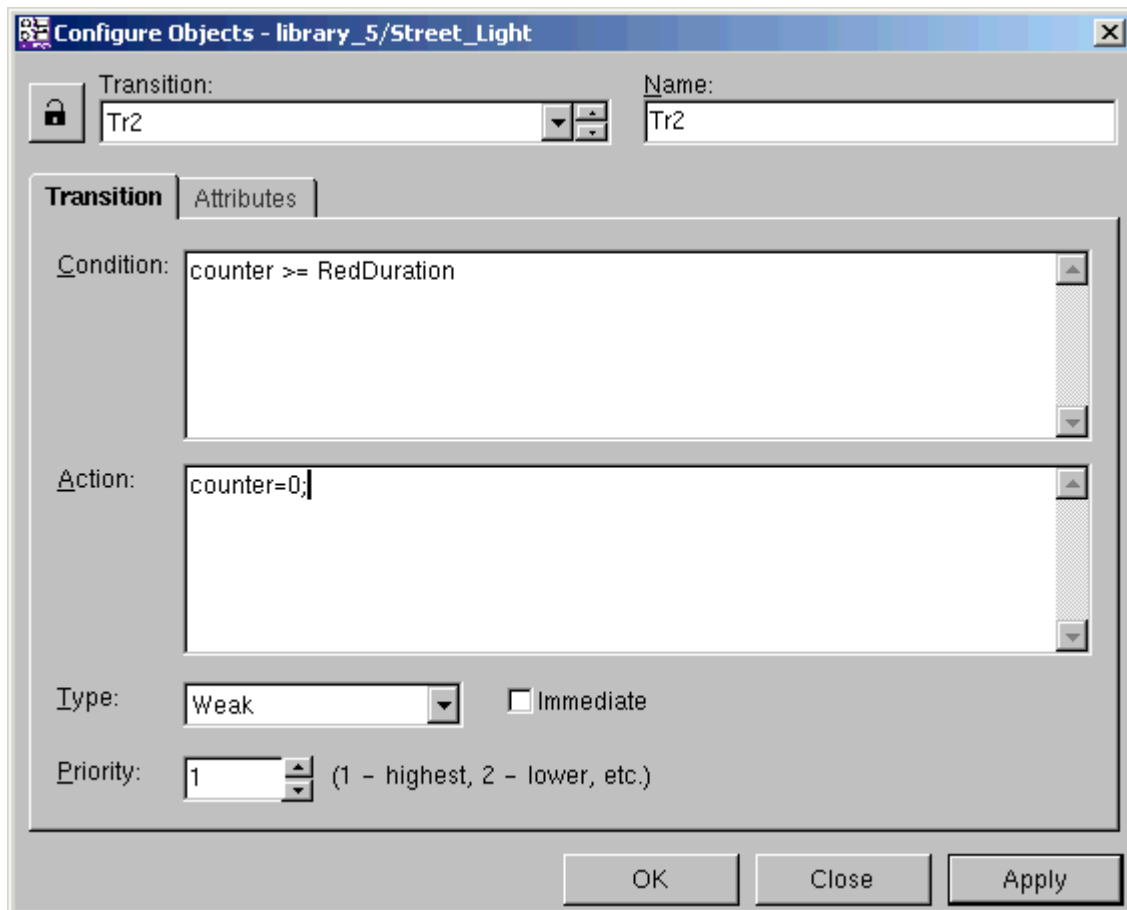 Configure Objects - library_5/Street_Light
Transition:
Name:
Tr2
Tr2
Transition
Attributes
Condition:
counter >= RedDuration
Action:
counter=0;
Type:
Weak
Immediate
Priority:
1
(1 – highest, 2 – lower, etc.)
OK
Close
Apply